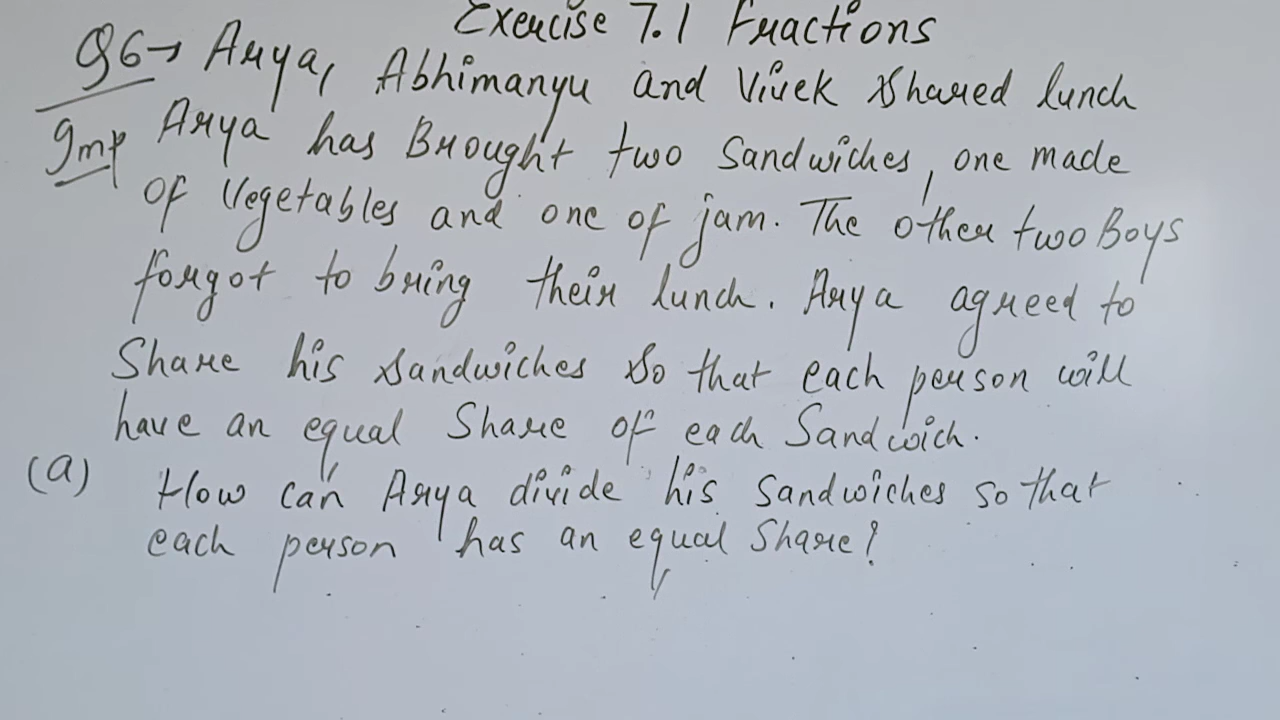 Exercise 7.1 Fractions
Q6→ Arya, Abhimanyu and Vivek shared lunch
Imp Arya has Brought two Sandwiches, one made
of Vegetables and one of jam. The other two Boys
forgot to bring their lunch. Arya agreed to
Share his sandwiches so that each person will
have an equal Share of each Sandwich.
(a) How can Arya divide his sandwiches so that
each person has an equal Share?